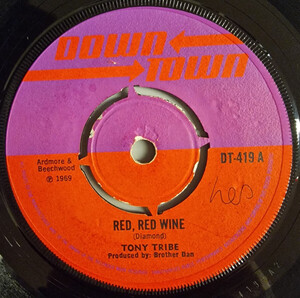 DOWN
TOWN
Ardmore &
Beechwood
℗ 1969
DT-419 A
RED, RED WINE
(Diamond)
TONY TRIBE
Produced by: Brother Dan